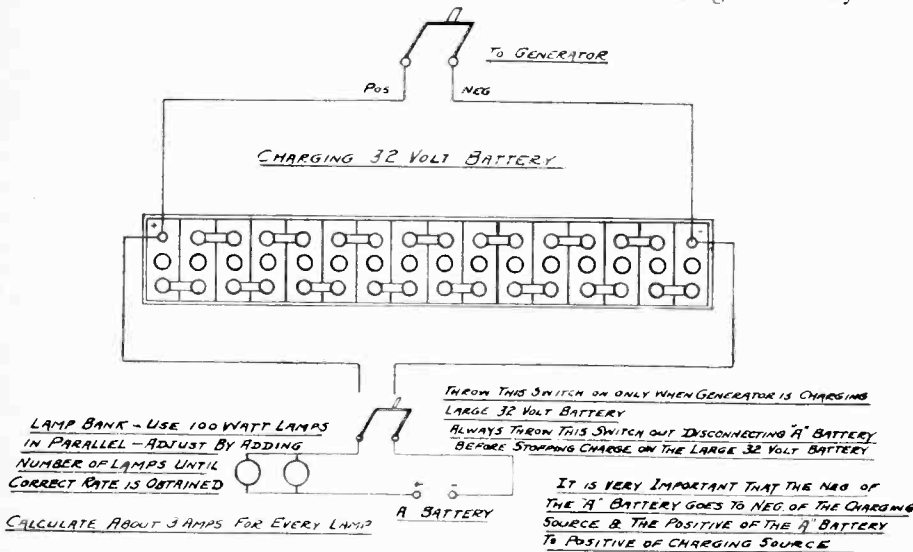 To Generator
Pos
Neg
Charging 32 Volt Battery
+
-
Throw This Switch on only When Generator is Charging
Large 32 Volt Battery
Always Throw This Switch out Disconnecting "A" Battery
Before Stopping Charge on the Large 32 Volt Battery
Lamp Bank - Use 100 Watt Lamps
in Parallel - Adjust By Adding
Number of Lamps Until
Correct Rate is Obtained
+ -
A Battery
Calculate About 3 Amps For Every Lamp
It is Very Important That the Neg of
The "A" Battery Goes To Neg. of the Charging
Source & The Positive of the "A" Battery
To Positive of Charging Source